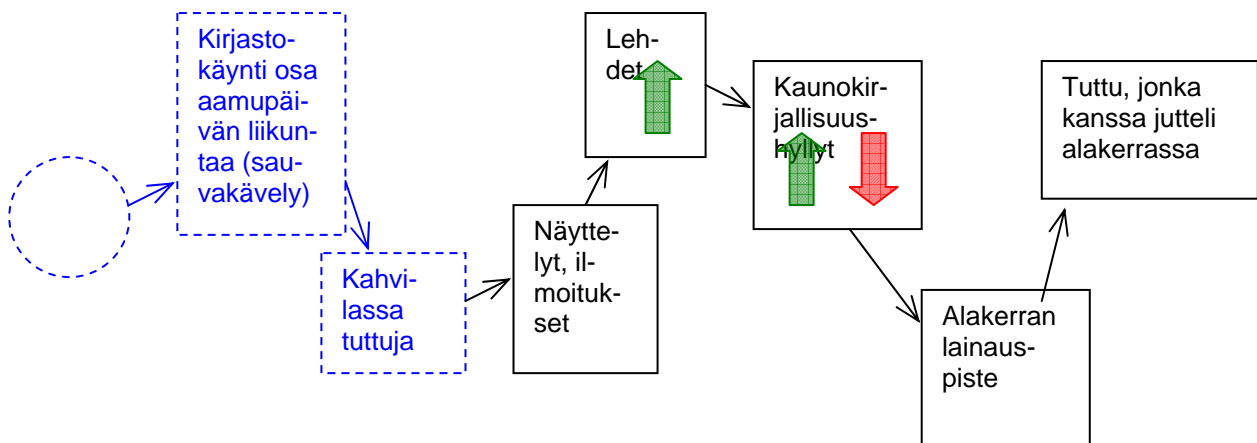 Kirjasto-
käynti osa
aamupäi-
vän liikun-
taa (sau-
vakävely)
Kahvi-
lassa
tuttuja
Näytte-
lyt, il-
moituk-
set
Leh-
det
Kaunokir-
jallisuus-
hyllyt
Alakerran
lainaus-
piste
Tuttu, jonka
kanssa jutteli
alakerrassa